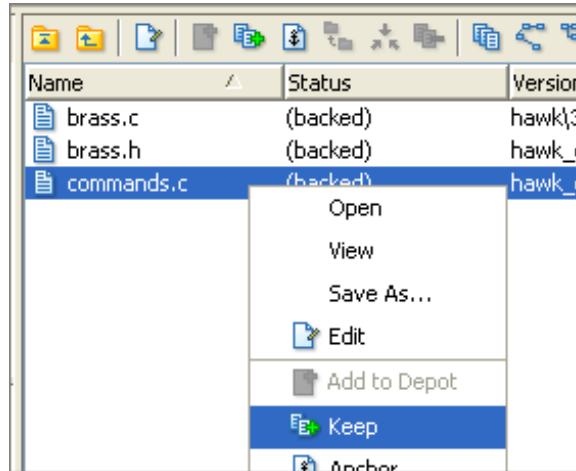 Name Status Version
brass.c (backed) hawk\3
brass.h (backed) hawk_
commands.c (backed) hawk_
Open
View
Save As...
Edit
Add to Depot
Keep
Anchor